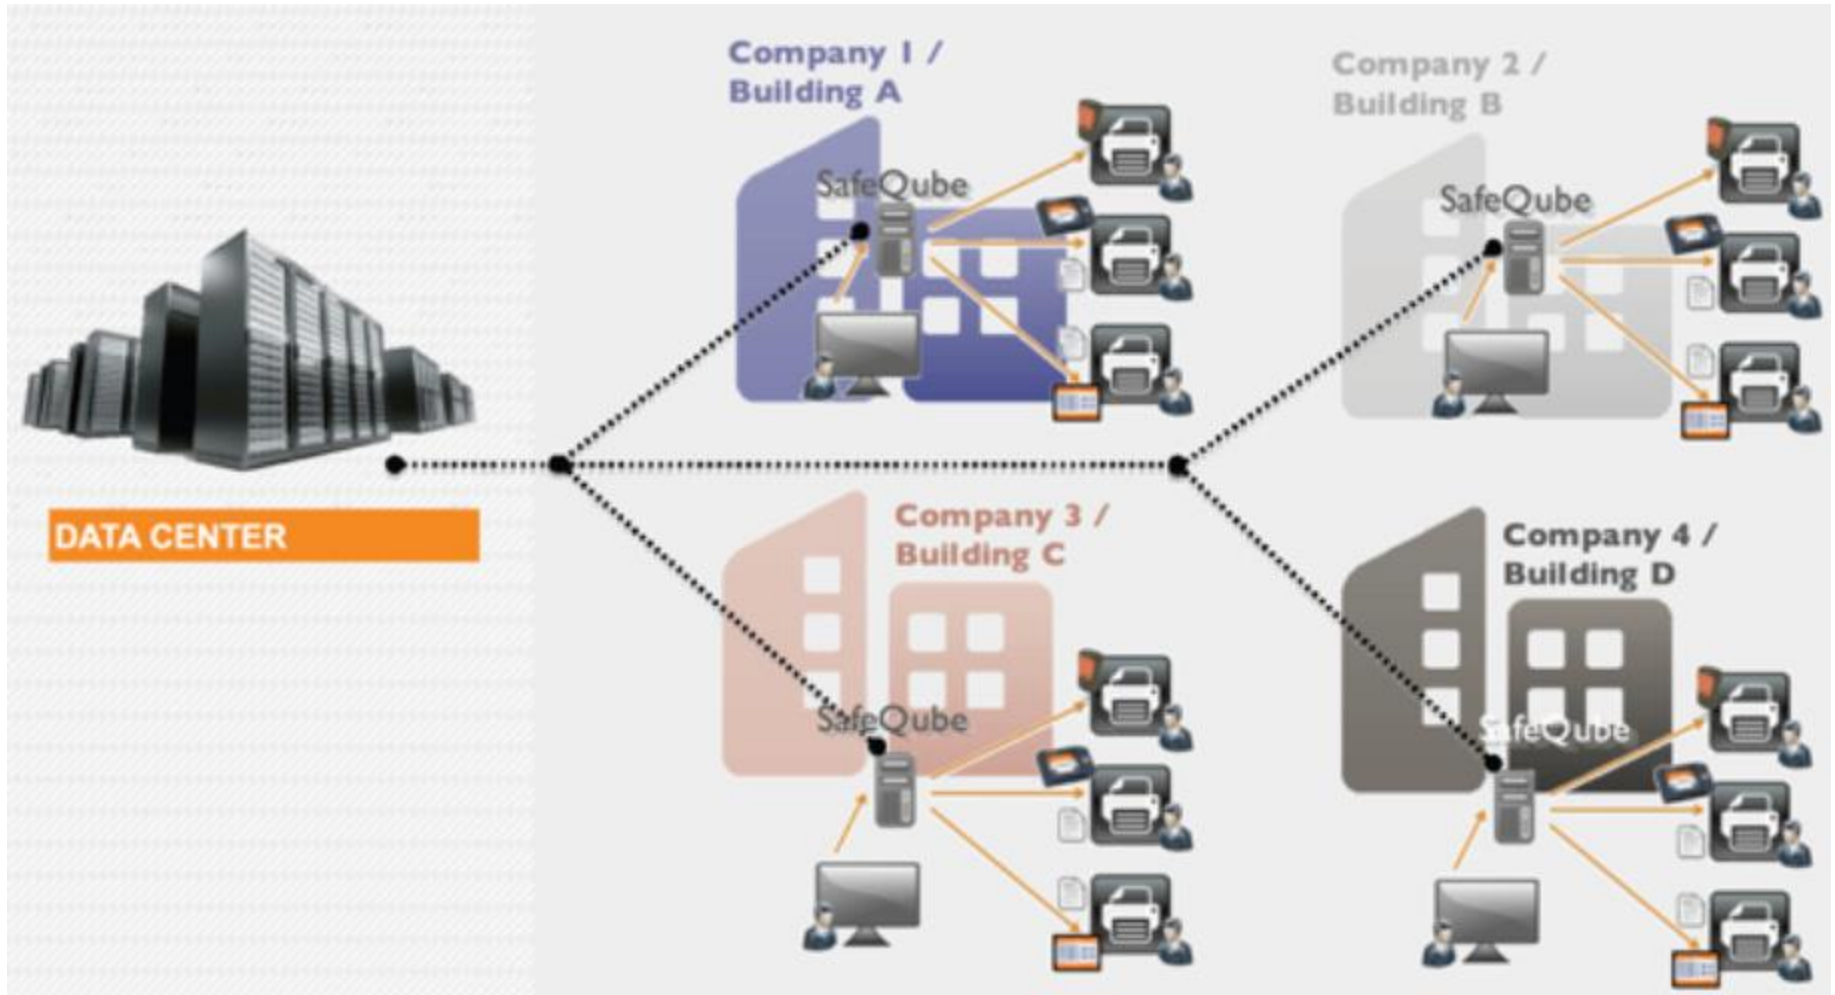 Company 1 /
Building A
Company 2 /
Building B
SafeQube
SafeQube
DATA CENTER
Company 3 /
Building C
Company 4 /
Building D
SafeQube
SafeQube